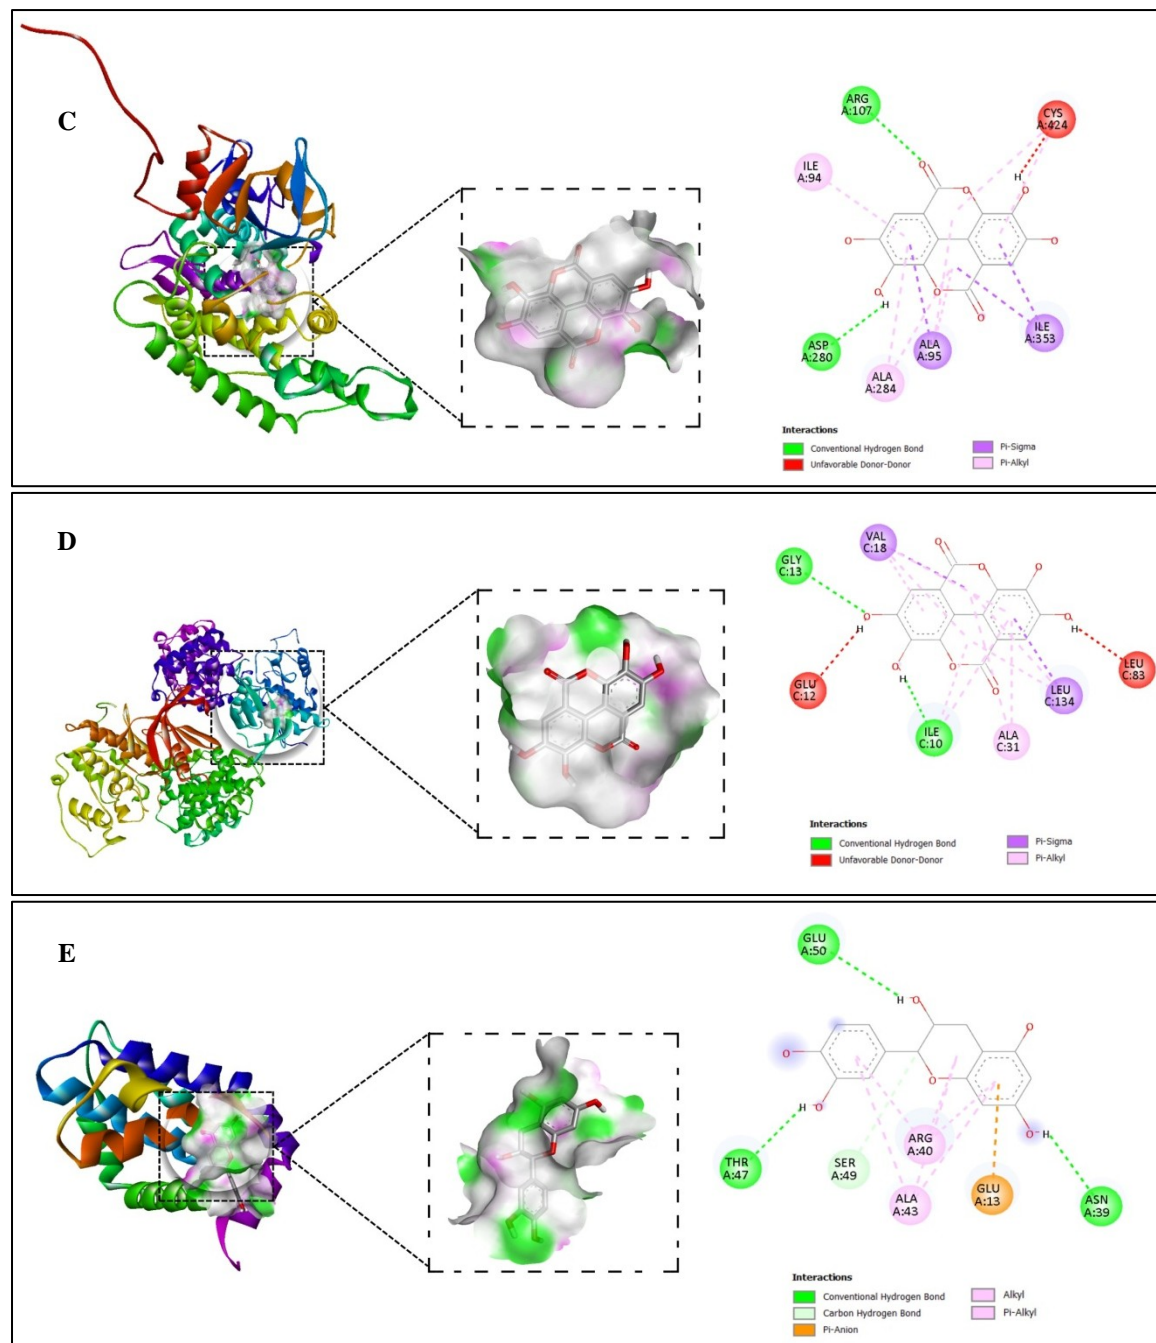 C
ARG
A:107
CYS
A:424
ILE
A:94
H
O
O
O
O
O
O
H
O
O
ASP
A:280
ALA
A:95
ILE
A:353
ALA
A:284
Interactions
Conventional Hydrogen Bond
Unfavorable Donor-Donor
Pi-Sigma
Pi-Alkyl
D
VAL
C:18
GLY
C:13
O
O
O
O
H
O
H
O
H
O
O
GLU
C:12
LEU
C:83
LEU
C:134
ILE
C:10
ALA
C:31
Interactions
Conventional Hydrogen Bond
Unfavorable Donor-Donor
Pi-Sigma
Pi-Alkyl
E
GLU
A:50
H
O
O
O
O
H
O
O
H
THR
A:47
SER
A:49
ARG
A:40
ALA
A:43
GLU
A:13
ASN
A:39
Interactions
Conventional Hydrogen Bond
Carbon Hydrogen Bond
Pi-Anion
Alkyl
Pi-Alkyl